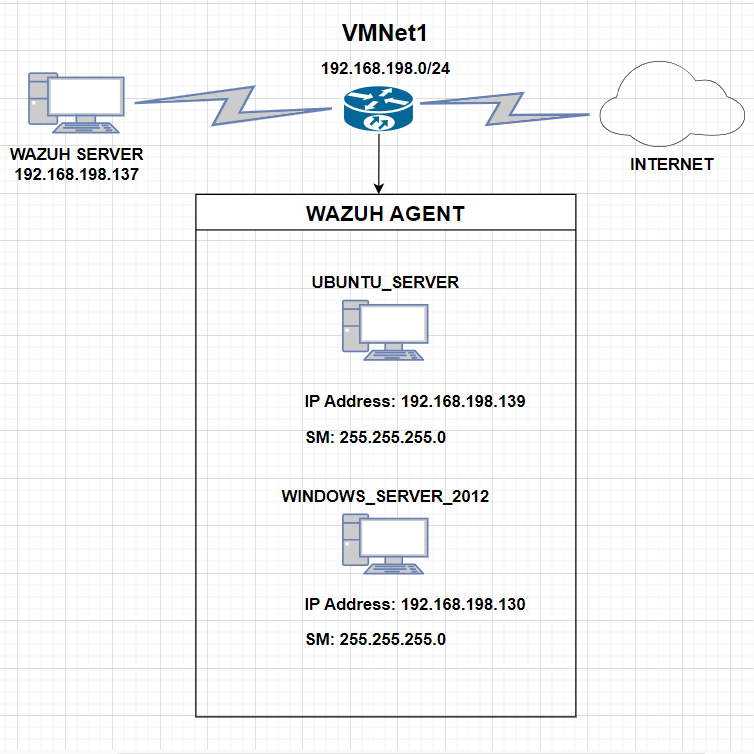 VMNet1
192.168.198.0/24
WAZUH SERVER
192.168.198.137
INTERNET
WAZUH AGENT
UBUNTU_SERVER
IP Address: 192.168.198.139
SM: 255.255.255.0
WINDOWS_SERVER_2012
IP Address: 192.168.198.130
SM: 255.255.255.0